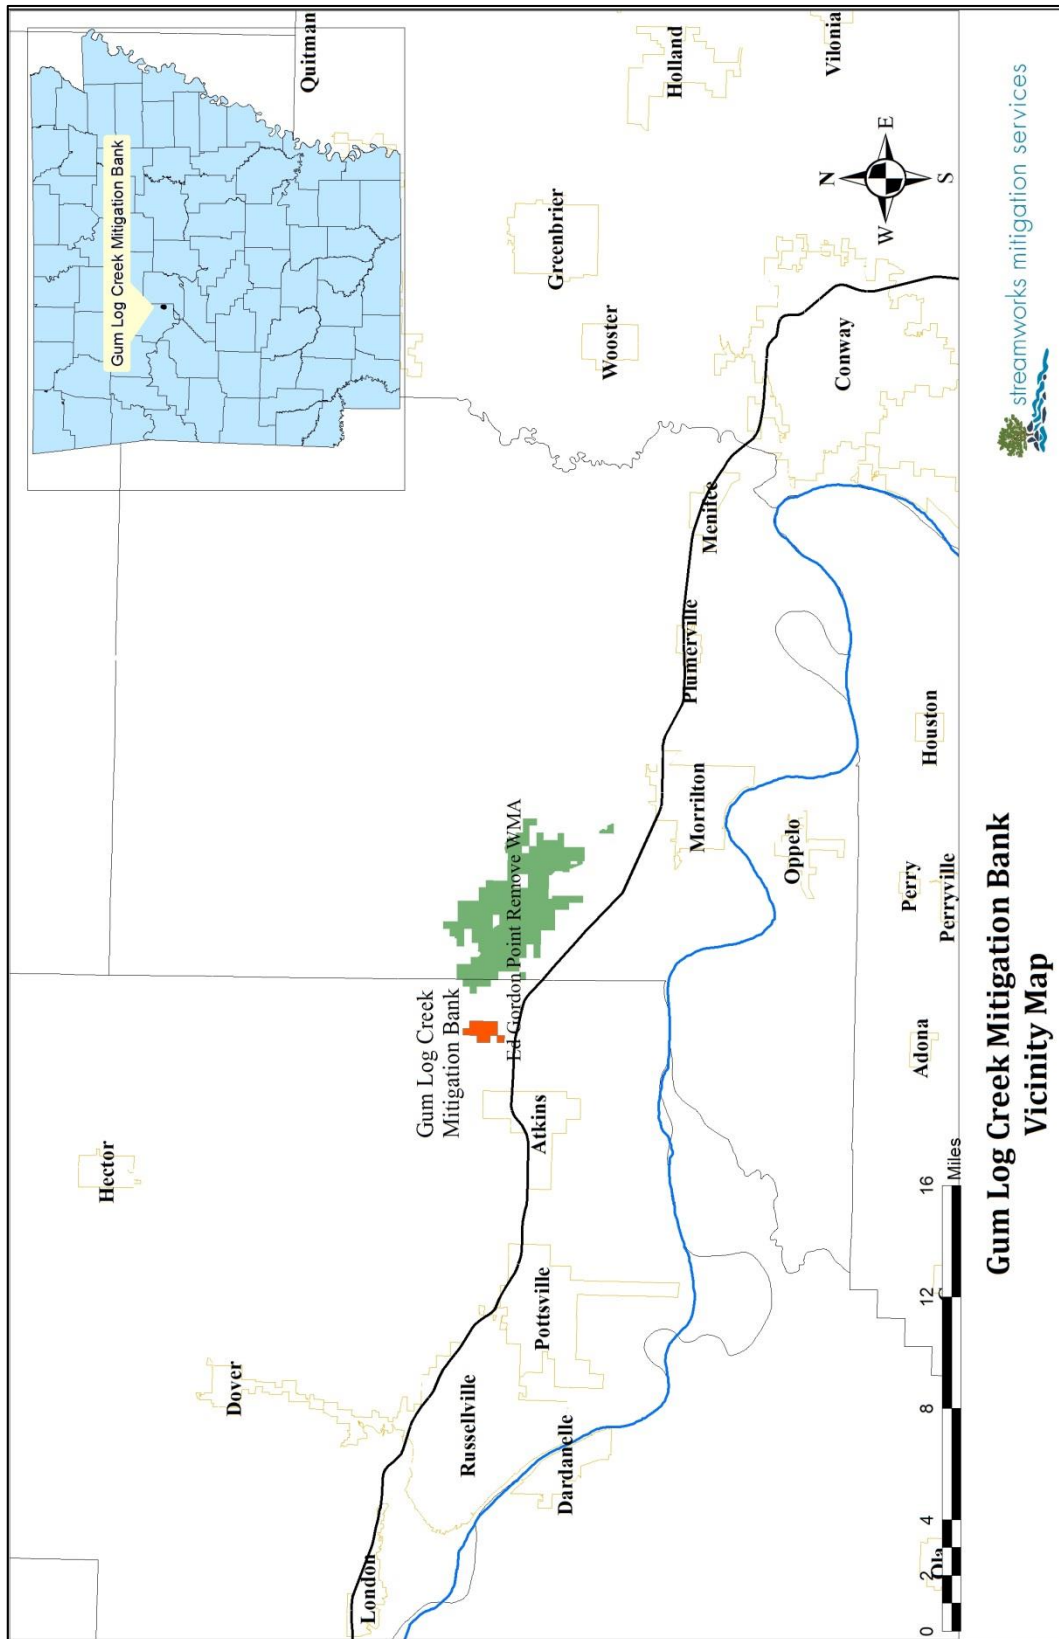 Gum Log Creek Mitigation Bank
Quitman
Hector
Dover
London
Russellville
Pottsville
Dardanelle
Atkins
Gum Log Creek
Mitigation Bank
Ed Gordon Point Remove WMA
Morrilton
Oppelo
Plumerville
Menifee
Wooster
Greenbrier
Holland
Vilonia
Conway
Houston
Perry
Perryville
Adona
Ola
N
W
E
S
0
2
4
8
12
16
Miles
Gum Log Creek Mitigation Bank
Vicinity Map
streamworks mitigation services